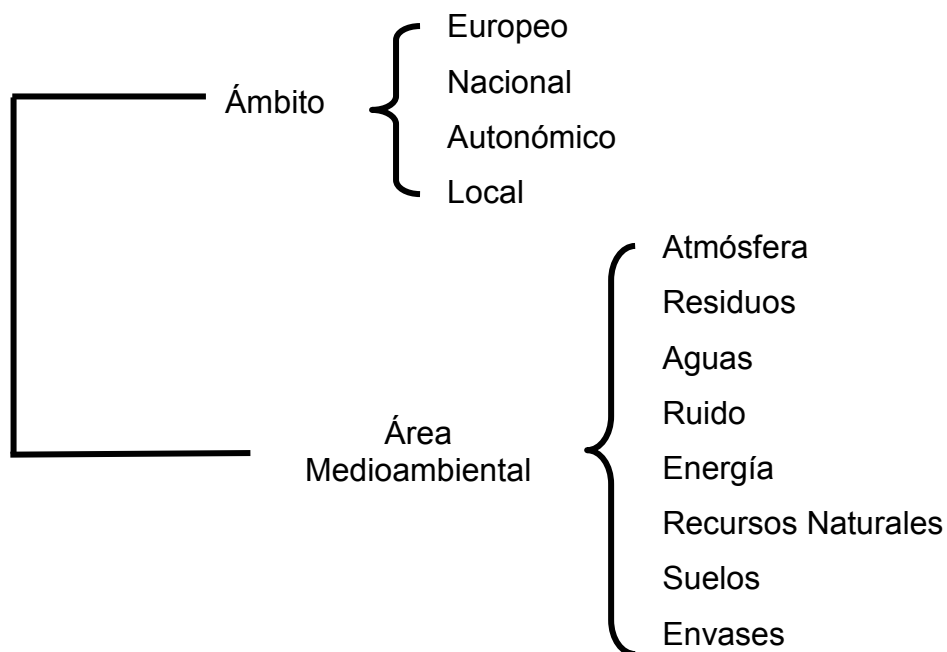 Ámbito
Europeo
Nacional
Autonómico
Local
Área
Medioambiental
Atmósfera
Residuos
Aguas
Ruido
Energía
Recursos Naturales
Suelos
Envases